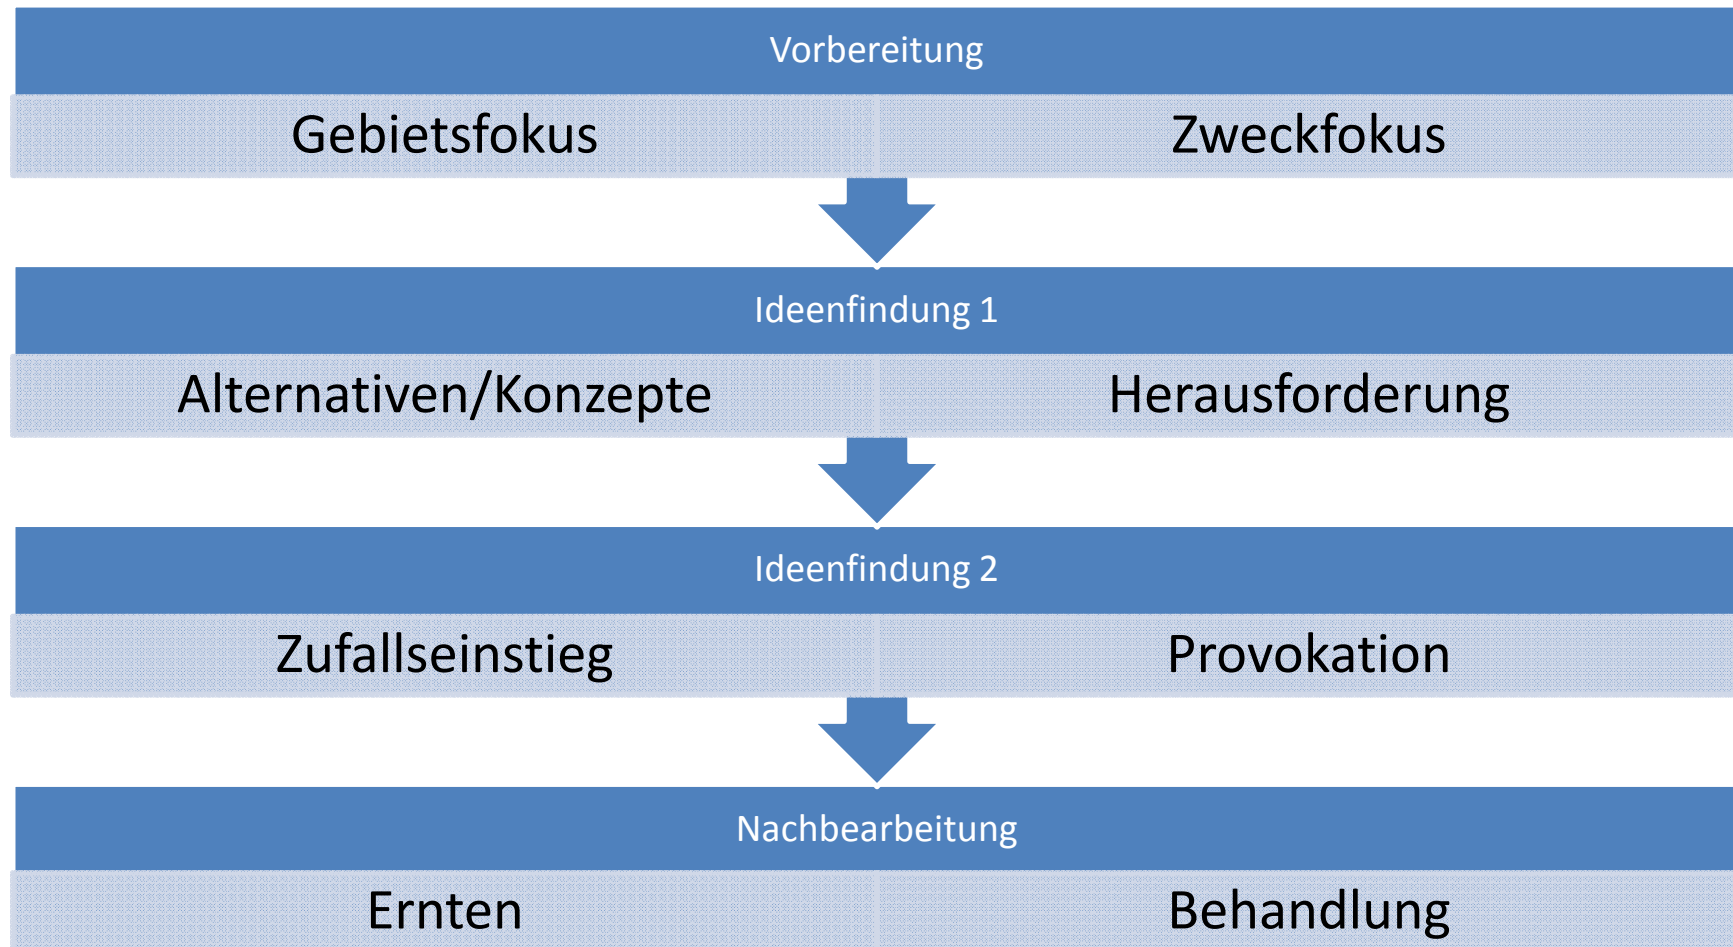 Vorbereitung
Gebietsfokus Zweckfokus
Ideenfindung 1
Alternativen/Konzepte Herausforderung
Ideenfindung 2
Zufallseinstieg Provokation
Nachbearbeitung
Ernten Behandlung